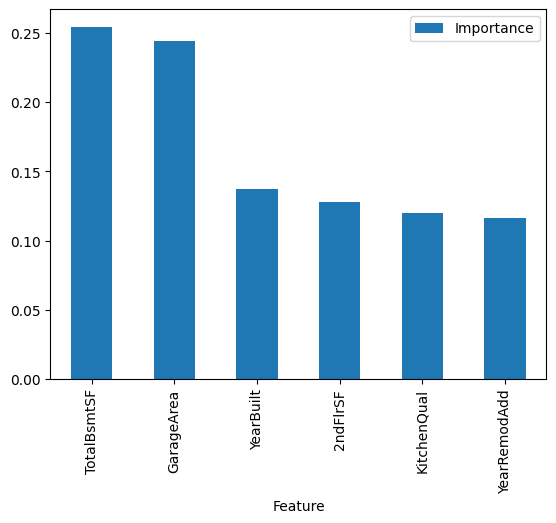 Importance
0.25
0.20
0.15
0.10
0.05
0.00
TotalBsmtSF
GarageArea
YearBuilt
2ndFlrSF
KitchenQual
YearRemodAdd
Feature